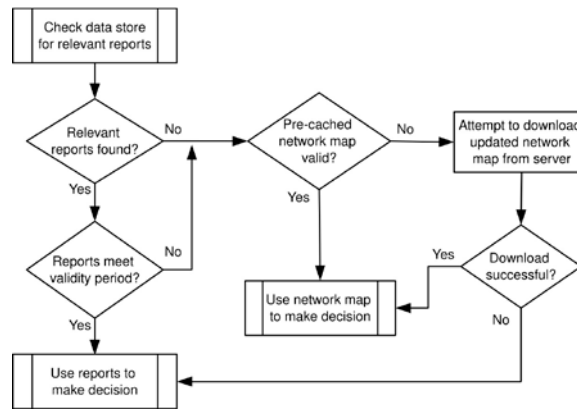 Check data store
for relevant reports
Relevant
reports found?
No
Yes
Pre-cached
network map
valid?
No
Yes
Attempt to download
updated network
map from server
Reports meet
validity period?
No
Yes
Download
successful?
Yes
No
Use network map
to make decision
Use reports to
make decision